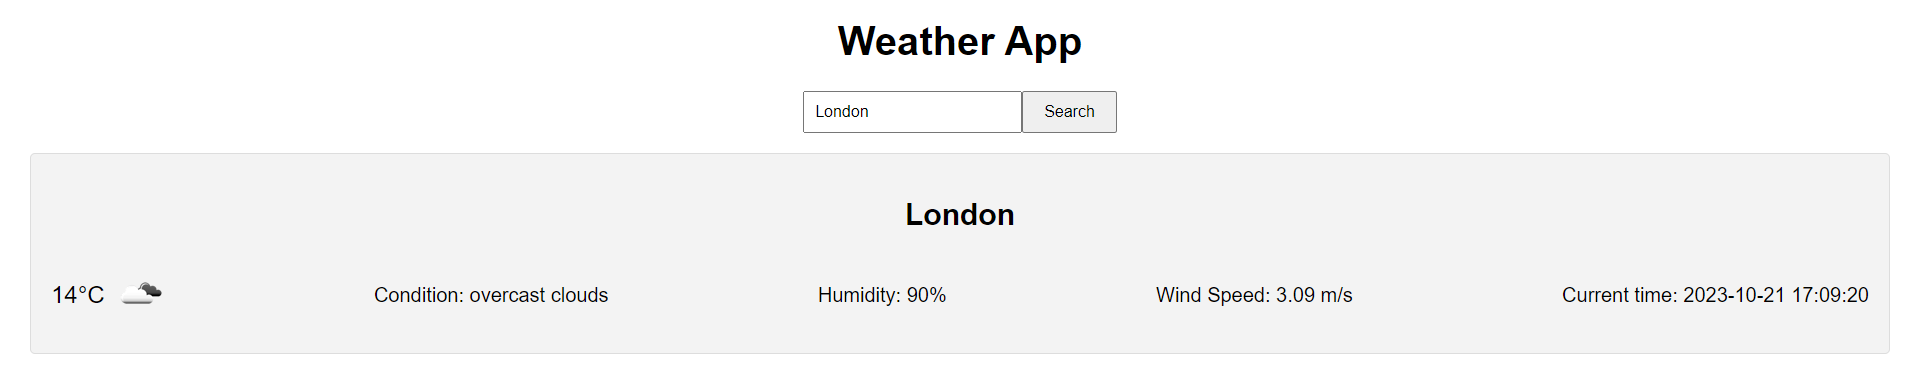 Weather App
London Search
London
14°C Condition: overcast clouds Humidity: 90% Wind Speed: 3.09 m/s Current time: 2023-10-21 17:09:20